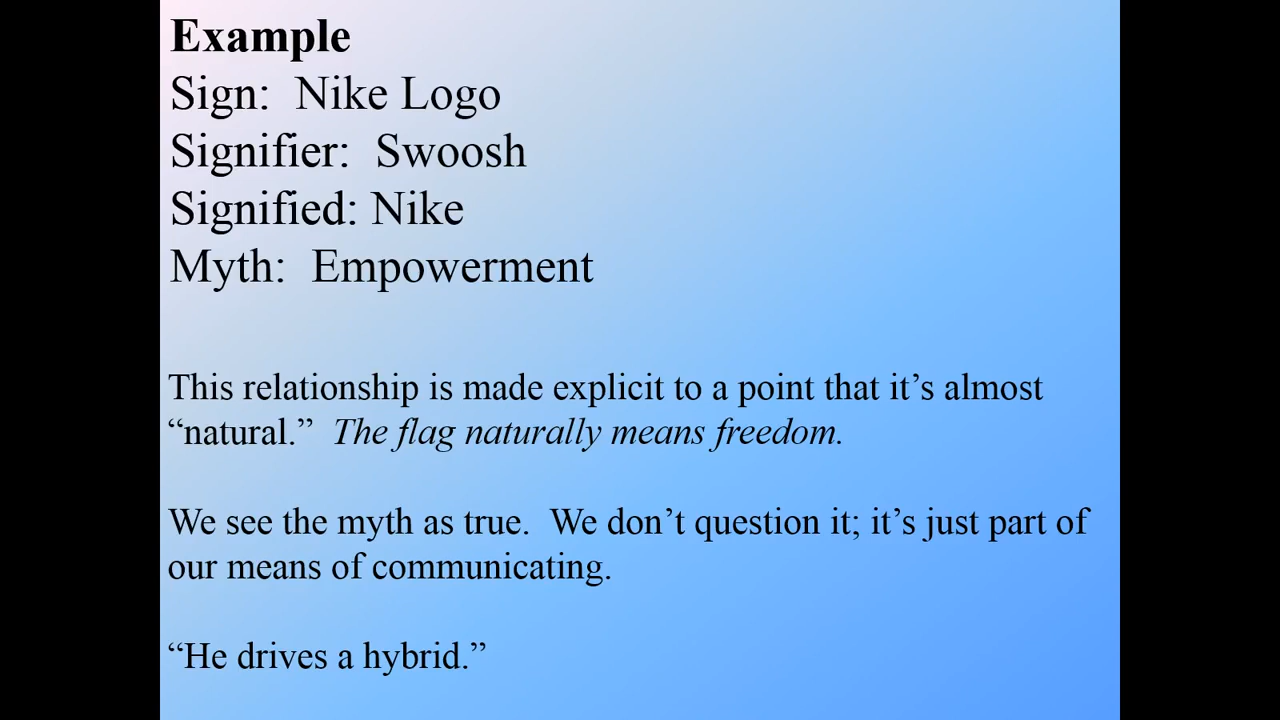 Example
Sign:  Nike Logo
Signifier:  Swoosh
Signified: Nike
Myth:  Empowerment
This relationship is made explicit to a point that it’s almost
“natural.”  The flag naturally means freedom.
We see the myth as true.  We don’t question it; it’s just part of
our means of communicating.
“He drives a hybrid.”